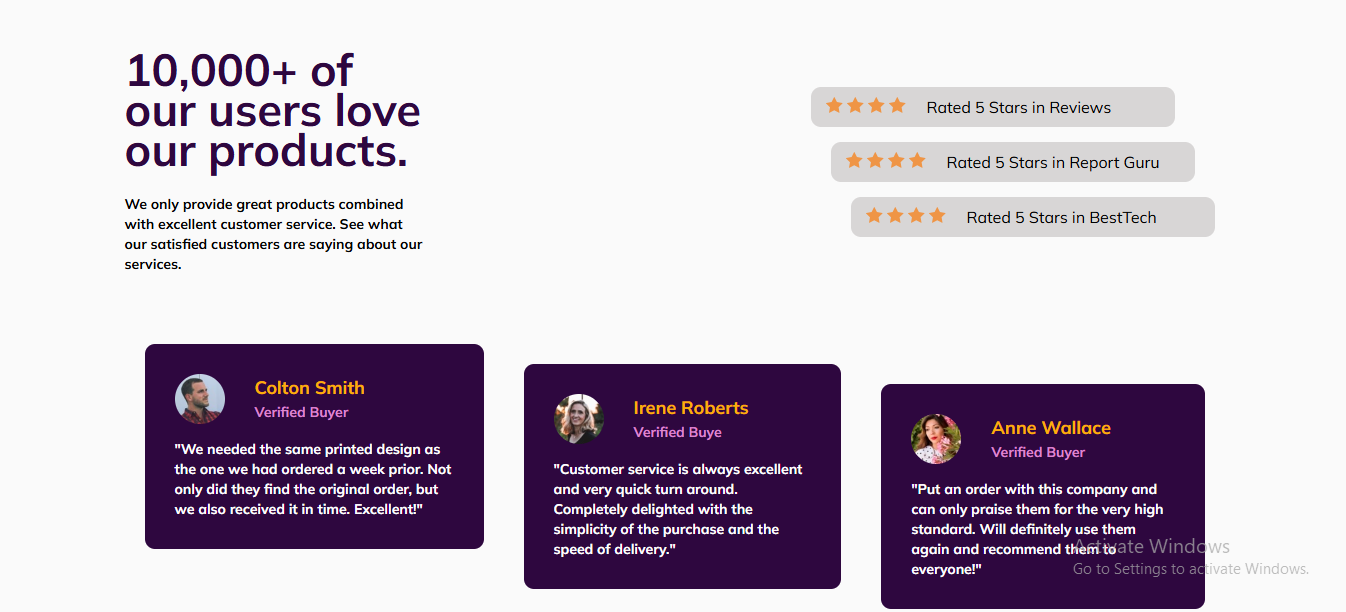 10,000+ of
our users love
our products.
We only provide great products combined
with excellent customer service. See what
our satisfied customers are saying about our
services.
Rated 5 Stars in Reviews
Rated 5 Stars in Report Guru
Rated 5 Stars in BestTech
Colton Smith
Verified Buyer
"We needed the same printed design as
the one we had ordered a week prior. Not
only did they find the original order, but
we also received it in time. Excellent!"
Irene Roberts
Verified Buye
"Customer service is always excellent
and very quick turn around.
Completely delighted with the
simplicity of the purchase and the
speed of delivery."
Anne Wallace
Verified Buyer
"Put an order with this company and
can only praise them for the very high
standard. Will definitely use them
again and recommend them to
everyone!"
Activate Windows
Go to Settings to activate Windows.